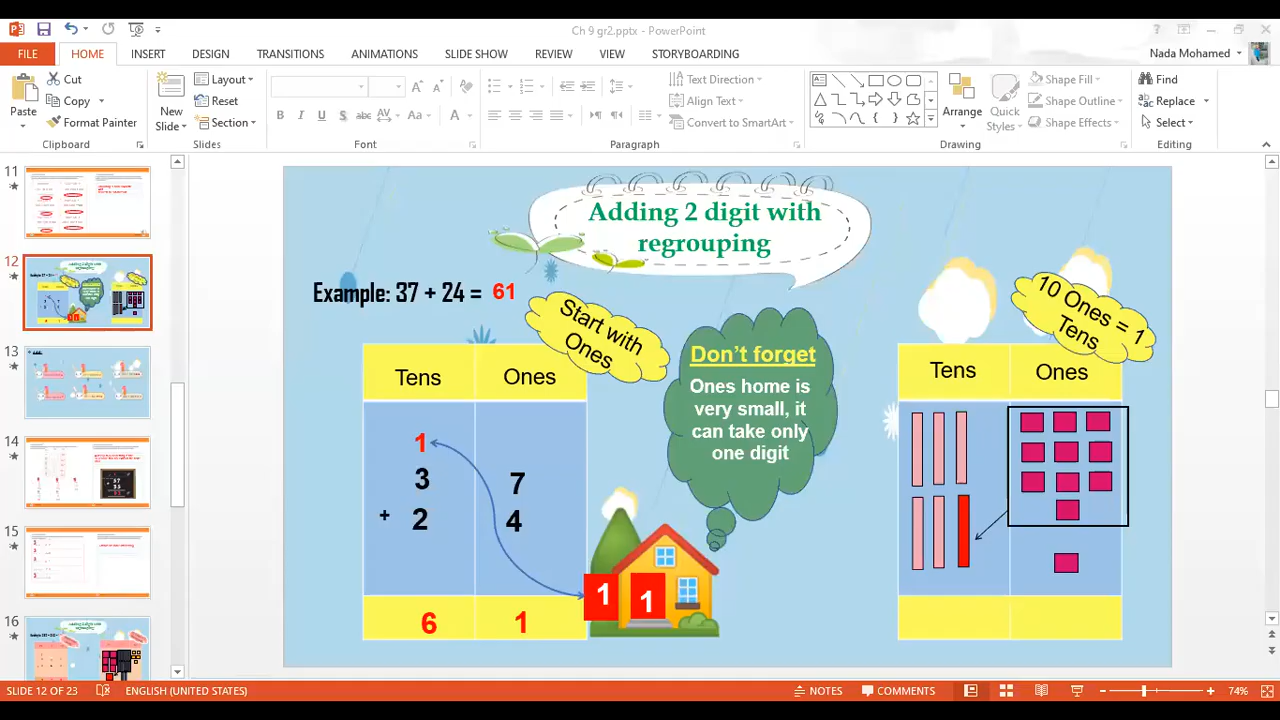 Ch 9 gr2.pptx - PowerPoint
FILE HOME INSERT DESIGN TRANSITIONS ANIMATIONS SLIDE SHOW REVIEW VIEW STORYBOARDING Nada Mohamed
Paste
Cut
Copy
Format Painter
New Slide
Layout
Reset
Section
Text Direction
Align Text
Convert to SmartArt
Arrange
Quick Styles
Shape Fill
Shape Outline
Shape Effects
Find
Replace
Select
Clipboard Slides Font Paragraph Drawing Editing
11
12
13
14
15
16
Adding 2 digit with
regrouping
Example: 37 + 24 = 61
Start with
Ones
10 Ones = 1
Tens
Don't forget
Ones home is
very small, it
can take only
one digit
Tens Ones
1
3 7
+ 2 4
6 1
1 1
Tens Ones
SLIDE 12 OF 23 ENGLISH (UNITED STATES) NOTES COMMENTS 74%